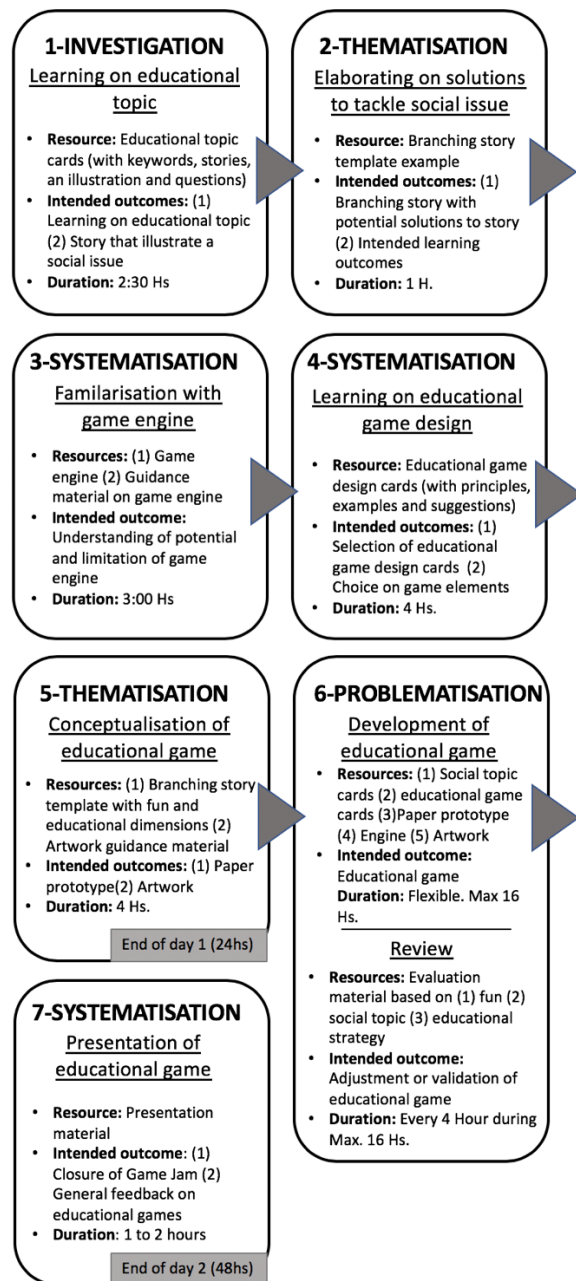 1-INVESTIGATION
Learning on educational
topic
• Resource: Educational topic
cards (with keywords, stories,
an illustration and questions)
• Intended outcomes: (1)
Learning on educational topic
(2) Story that illustrate a
social issue
• Duration: 2:30 Hs
2-THEMATISATION
Elaborating on solutions
to tackle social issue
• Resource: Branching story
template example
• Intended outcomes: (1)
Branching story with
potential solutions to story
(2) Intended learning
outcomes
• Duration: 1 H.
3-SYSTEMATISATION
Familarisation with
game engine
• Resources: (1) Game
engine (2) Guidance
material on game engine
• Intended outcome:
Understanding of potential
and limitation of game
engine
• Duration: 3:00 Hs
4-SYSTEMATISATION
Learning on educational
game design
• Resource: Educational game
design cards (with principles,
examples and suggestions)
• Intended outcomes: (1)
Selection of educational
game design cards (2)
Choice on game elements
• Duration: 4 Hs.
5-THEMATISATION
Conceptualisation of
educational game
• Resources: (1) Branching story
template with fun and
educational dimensions (2)
Artwork guidance material
• Intended outcomes: (1) Paper
prototype(2) Artwork
• Duration: 4 Hs.
End of day 1 (24hs)
6-PROBLEMATISATION
Development of
educational game
• Resources: (1) Social topic
cards (2) educational game
cards (3)Paper prototype
(4) Engine (5) Artwork
• Intended outcome:
Educational game
Duration: Flexible. Max 16
Hs.
Review
• Resources: Evaluation
material based on (1) fun (2)
social topic (3) educational
strategy
• Intended outcome:
Adjustment or validation of
educational game
• Duration: Every 4 Hour during
Max. 16 Hs.
7-SYSTEMATISATION
Presentation of
educational game
• Resource: Presentation
material
• Intended outcome: (1)
Closure of Game Jam (2)
General feedback on
educational games
• Duration: 1 to 2 hours
End of day 2 (48hs)